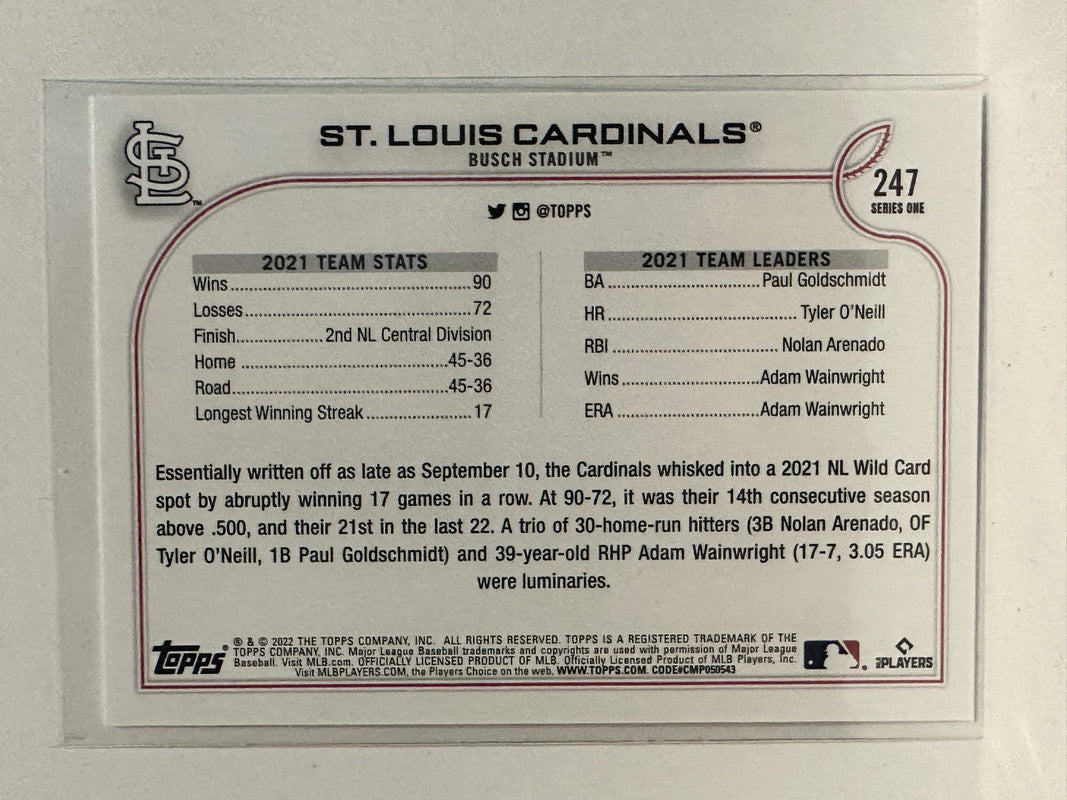 STL
ST. LOUIS CARDINALS®
BUSCH STADIUM™
247
SERIES ONE
@TOPPS
2021 TEAM STATS
Wins 90
Losses 72
Finish 2nd NL Central Division
Home 45-36
Road 45-36
Longest Winning Streak 17
2021 TEAM LEADERS
BA Paul Goldschmidt
HR Tyler O'Neill
RBI Nolan Arenado
Wins Adam Wainwright
ERA Adam Wainwright
Essentially written off as late as September 10, the Cardinals whisked into a 2021 NL Wild Card
spot by abruptly winning 17 games in a row. At 90-72, it was their 14th consecutive season
above .500, and their 21st in the last 22. A trio of 30-home-run hitters (3B Nolan Arenado, OF
Tyler O'Neill, 1B Paul Goldschmidt) and 39-year-old RHP Adam Wainwright (17-7, 3.05 ERA)
were luminaries.
Topps®
® & © 2022 THE TOPPS COMPANY, INC. ALL RIGHTS RESERVED. TOPPS IS A REGISTERED TRADEMARK OF THE
TOPPS COMPANY, INC. Major League Baseball trademarks and copyrights are used with permission of Major League
Baseball. Visit MLB.com. OFFICIALLY LICENSED PRODUCT OF MLB. Officially Licensed Product of MLB Players, Inc.
Visit MLBPLAYERS.COM, the Players Choice on the web. WWW.TOPPS.COM. CODE#CMP050543
PLAYERS